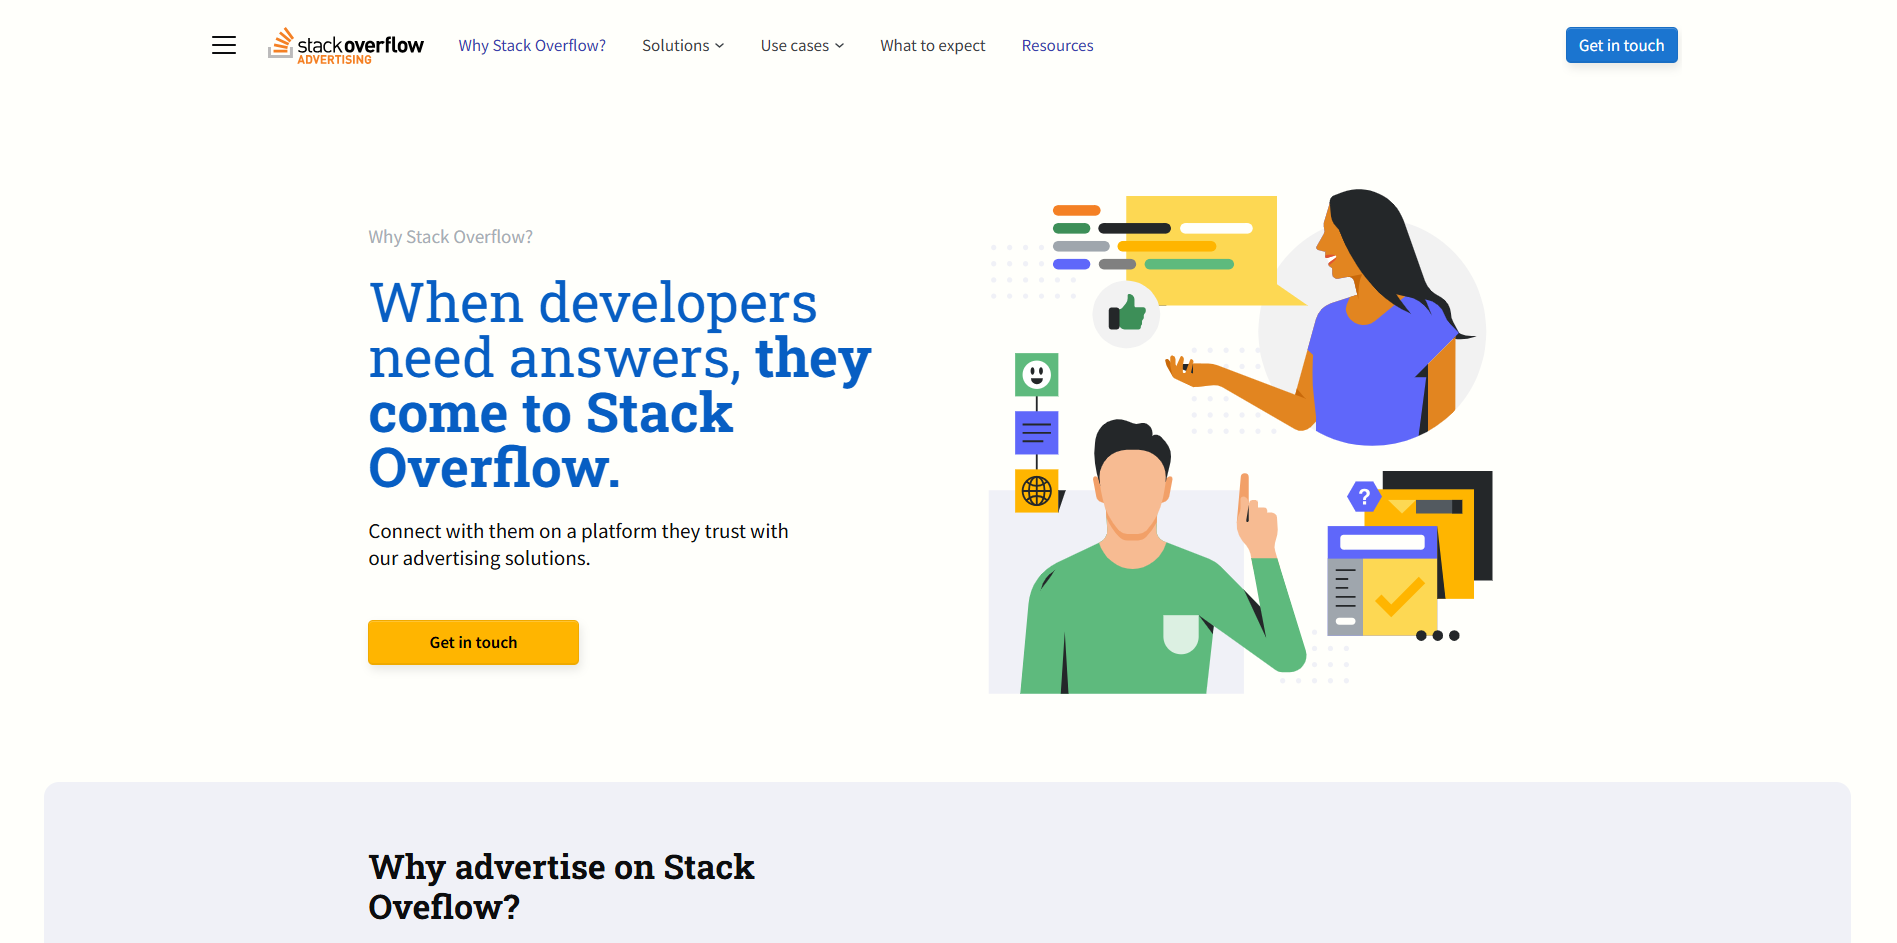 stackoverflow
ADVERTISING
Why Stack Overflow?
Solutions
Use cases
What to expect
Resources
Get in touch
Why Stack Overflow?
When developers
need answers, they
come to Stack
Overflow.
Connect with them on a platform they trust with
our advertising solutions.
Get in touch
?
Why advertise on Stack
Oveflow?